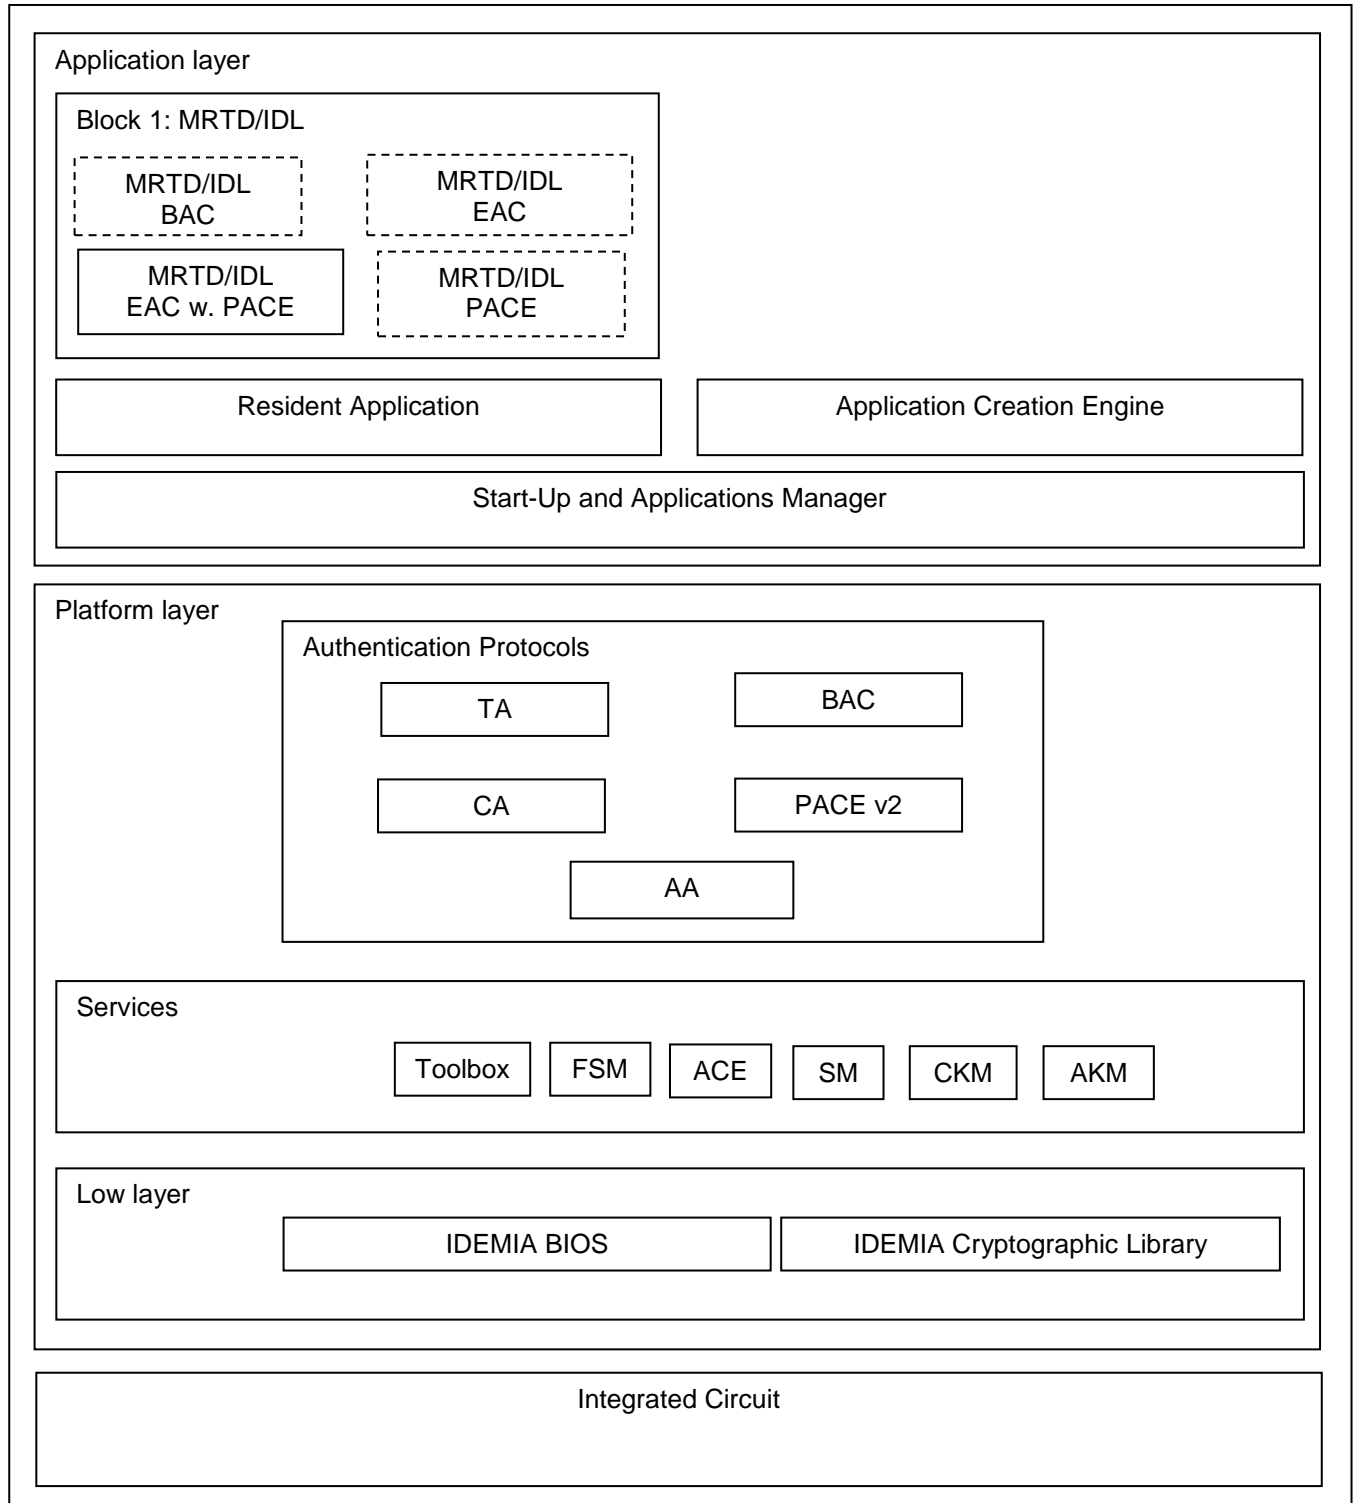 Application layer
Block 1: MRTD/IDL
MRTD/IDL
BAC
MRTD/IDL
EAC
MRTD/IDL
EAC w. PACE
MRTD/IDL
PACE
Resident Application
Application Creation Engine
Start-Up and Applications Manager
Platform layer
Authentication Protocols
TA
BAC
CA
PACE v2
AA
Services
Toolbox
FSM
ACE
SM
CKM
AKM
Low layer
IDEMIA BIOS
IDEMIA Cryptographic Library
Integrated Circuit